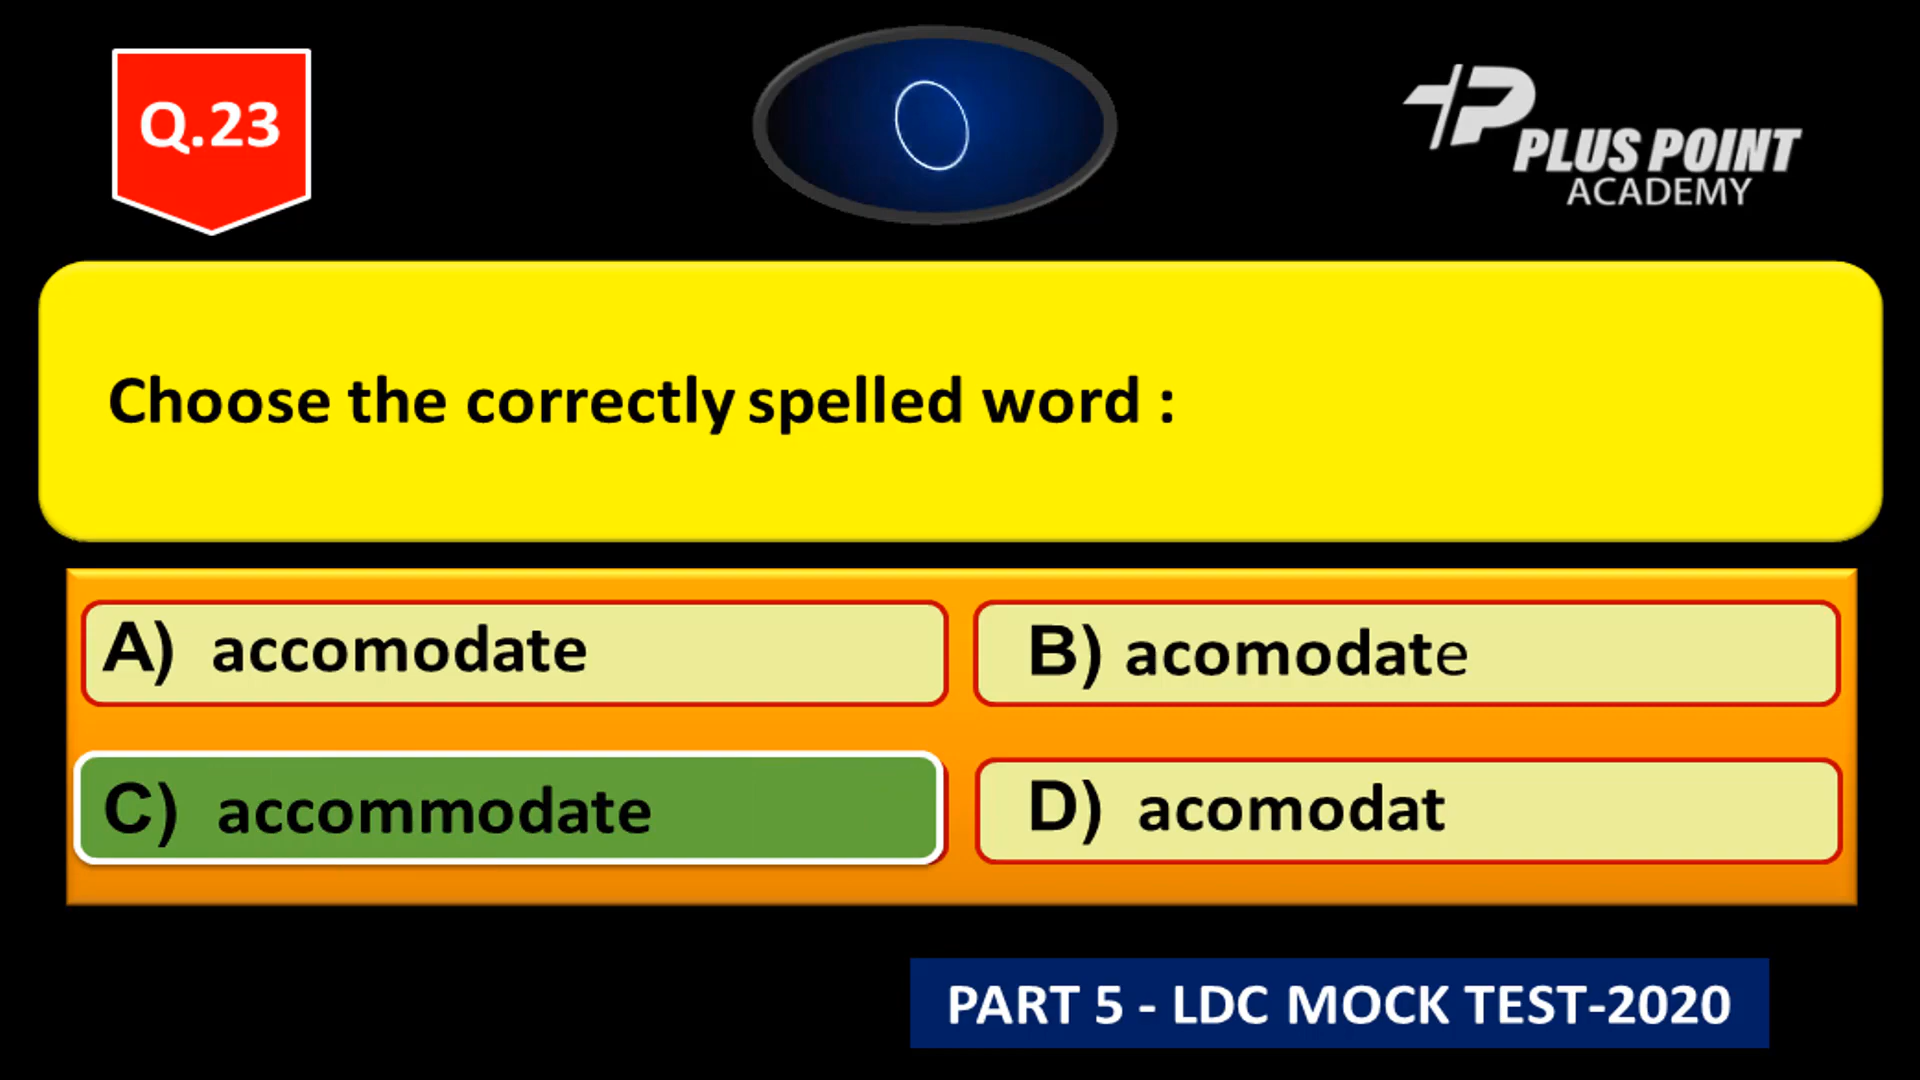 Q.23
0
PLUS POINT
ACADEMY
Choose the correctly spelled word :
A) accomodate
B) acomodate
C) accommodate
D) acomodat
PART 5 - LDC MOCK TEST-2020